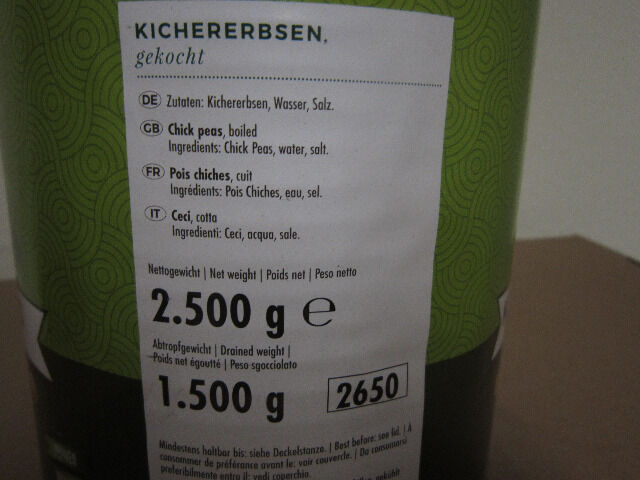 KICHERERBSEN,
gekocht
DE Zutaten: Kichererbsen, Wasser, Salz.
GB Chick peas, boiled
Ingredients: Chick Peas, water, salt.
FR Pois chiches, cuit
Ingrédients: Pois Chiches, eau, sel.
IT Ceci, cotta
Ingredienti: Ceci, acqua, sale.
Nettogewicht | Net weight | Poids net | Peso netto
2.500 g e
Abtropfgewicht | Drained weight |
Poids net égoutté | Peso sgocciolato
1.500 g
2650
Mindestens haltbar bis: siehe Deckelstanze. | Best before: see lid. | A
consommer de préférance avant le: voir couvercle. | Da consumarsi
preferibilmente entro il: vedi coperchio.
gekühlt